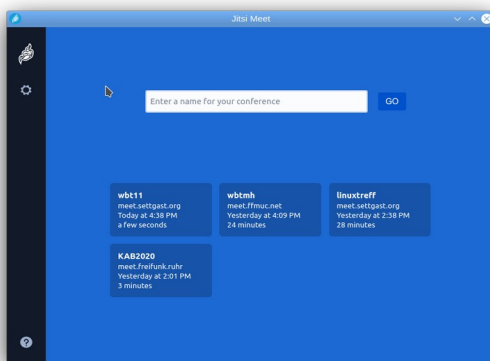 Jitsi Meet
Enter a name for your conference
GO
wbt11
meet.settgast.org
Today at 4:38 PM
a few seconds
wbtmh
meet.ffmuc.net
Yesterday at 4:09 PM
24 minutes
linuxtreff
meet.settgast.org
Yesterday at 2:38 PM
28 minutes
KAB2020
meet.freifunk.ruhr
Yesterday at 2:01 PM
3 minutes
?